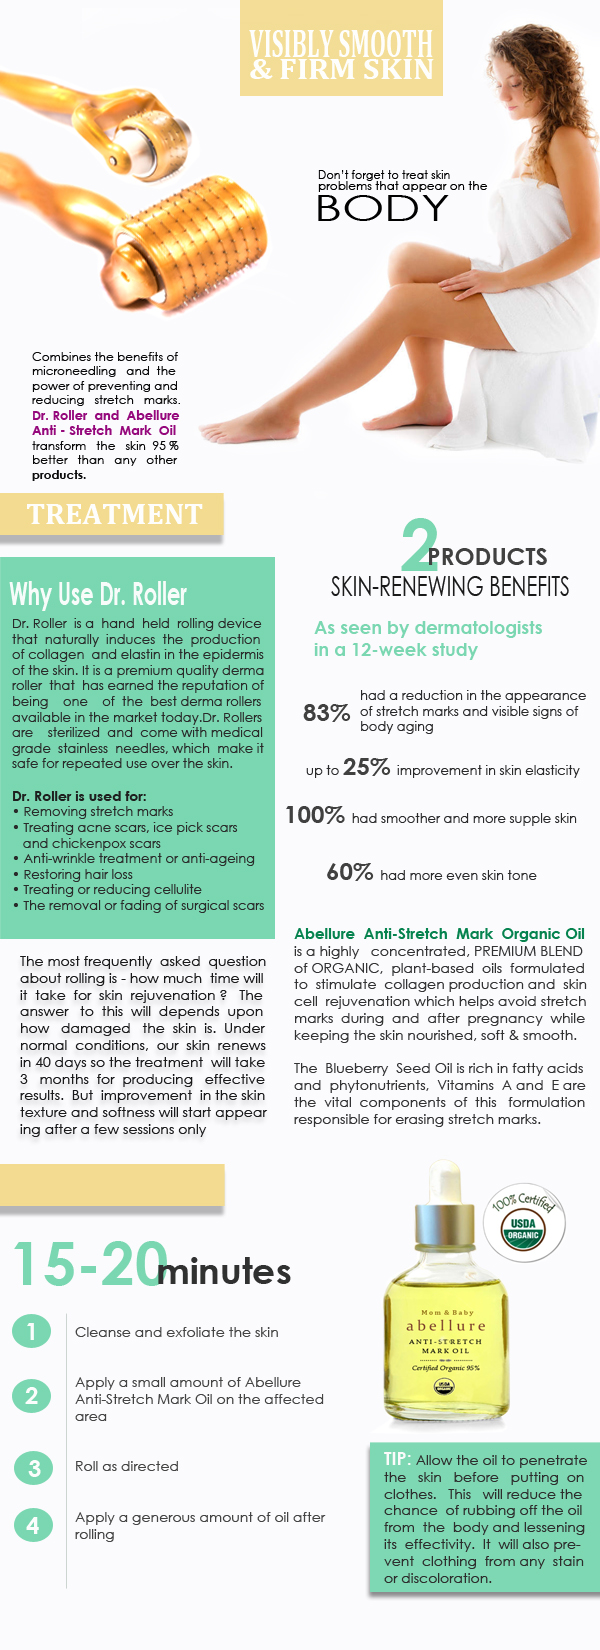 VISIBLY SMOOTH
& FIRM SKIN
Don't forget to treat skin
problems that appear on the
BODY
Combines the benefits of
microneedling and the
power of preventing and
reducing stretch marks.
Dr. Roller and Abellure
Anti - Stretch Mark Oil
transform the skin 95 %
better than any other
products.
TREATMENT
2 PRODUCTS
SKIN-RENEWING BENEFITS
As seen by dermatologists
in a 12-week study
83% had a reduction in the appearance
of stretch marks and visible signs of
body aging
up to 25% improvement in skin elasticity
100% had smoother and more supple skin
60% had more even skin tone
Why Use Dr. Roller
Dr. Roller is a hand held rolling device
that naturally induces the production
of collagen and elastin in the epidermis
of the skin. It is a premium quality derma
roller that has earned the reputation of
being one of the best derma rollers
available in the market today.Dr. Rollers
are sterilized and come with medical
grade stainless needles, which make it
safe for repeated use over the skin.
Dr. Roller is used for:
• Removing stretch marks
• Treating acne scars, ice pick scars
and chickenpox scars
• Anti-wrinkle treatment or anti-ageing
• Restoring hair loss
• Treating or reducing cellulite
• The removal or fading of surgical scars
Abellure Anti-Stretch Mark Organic Oil
is a highly concentrated, PREMIUM BLEND
of ORGANIC, plant-based oils formulated
to stimulate collagen production and skin
cell rejuvenation which helps avoid stretch
marks during and after pregnancy while
keeping the skin nourished, soft & smooth.
The Blueberry Seed Oil is rich in fatty acids
and phytonutrients, Vitamins A and E are
the vital components of this formulation
responsible for erasing stretch marks.
The most frequently asked question
about rolling is - how much time will
it take for skin rejuvenation ? The
answer to this will depends upon
how damaged the skin is. Under
normal conditions, our skin renews
in 40 days so the treatment will take
3 months for producing effective
results. But improvement in the skin
texture and softness will start appear
ing after a few sessions only
15-20 minutes
1 Cleanse and exfoliate the skin
2 Apply a small amount of Abellure
Anti-Stretch Mark Oil on the affected
area
3 Roll as directed
4 Apply a generous amount of oil after
rolling
100% Certified
USDA
ORGANIC
Mom & Baby
abellure
ANTI-STRETCH
MARK OIL
Certified Organic 95%
USDA
TIP: Allow the oil to penetrate
the skin before putting on
clothes. This will reduce the
chance of rubbing off the oil
from the body and lessening
its effectivity. It will also pre-
vent clothing from any stain
or discoloration.